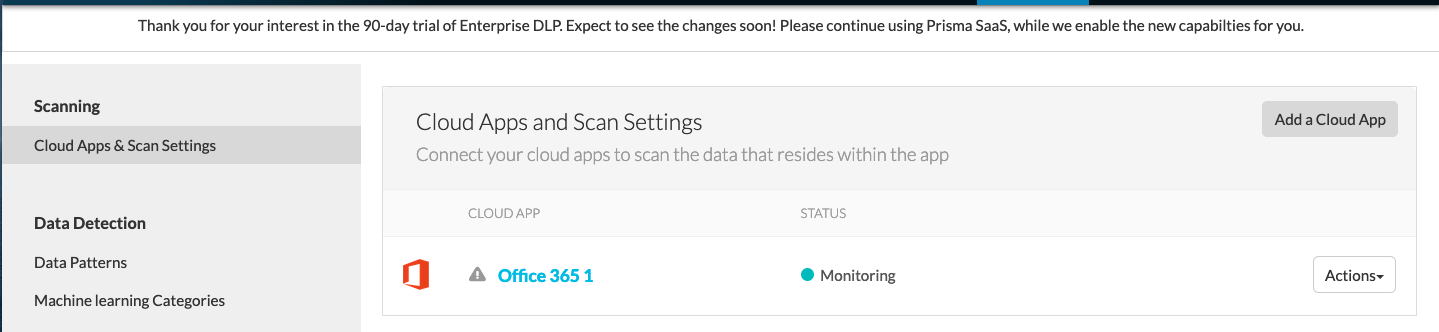 Thank you for your interest in the 90-day trial of Enterprise DLP. Expect to see the changes soon! Please continue using Prisma SaaS, while we enable the new capabilties for you.
Scanning
Cloud Apps & Scan Settings
Data Detection
Data Patterns
Machine learning Categories
Cloud Apps and Scan Settings
Add a Cloud App
Connect your cloud apps to scan the data that resides within the app
CLOUD APP STATUS
Office 365 1 Monitoring Actions